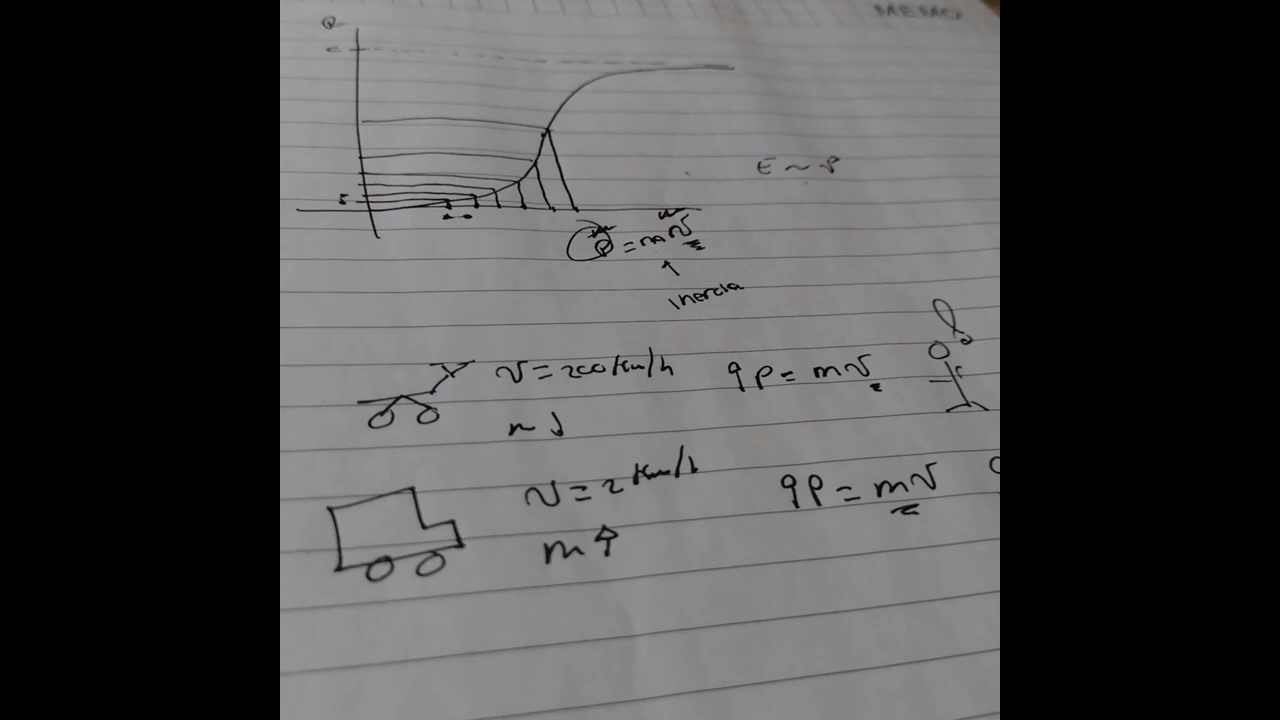 MEMO
Q
c
5
E ~ P
P = mv
Inercia
v = 200 km/h qp = mv
m ↓
v = 2 km/h qp = mv
m ↑